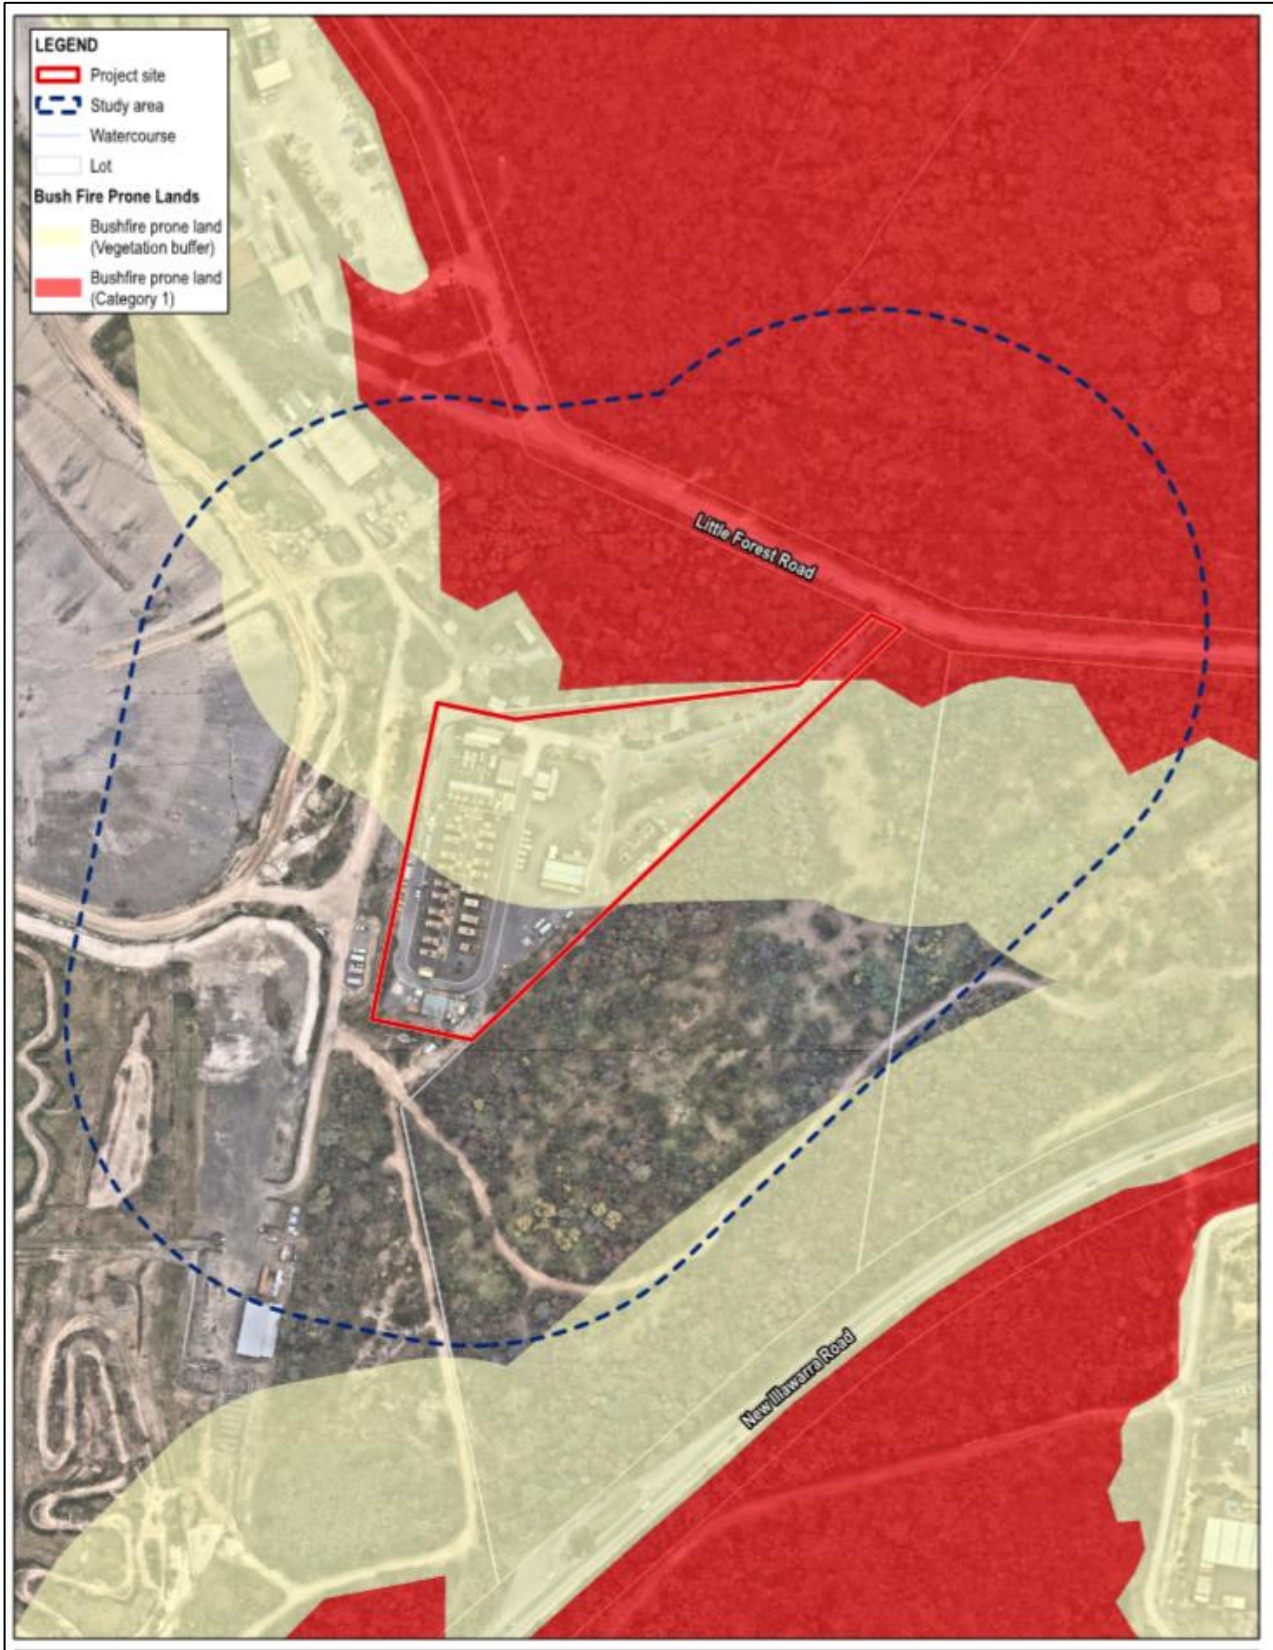 LEGEND
Project site
Study area
Watercourse
Lot
Bush Fire Prone Lands
Bushfire prone land
(Vegetation buffer)
Bushfire prone land
(Category 1)
Little Forest Road
New Illawarra Road